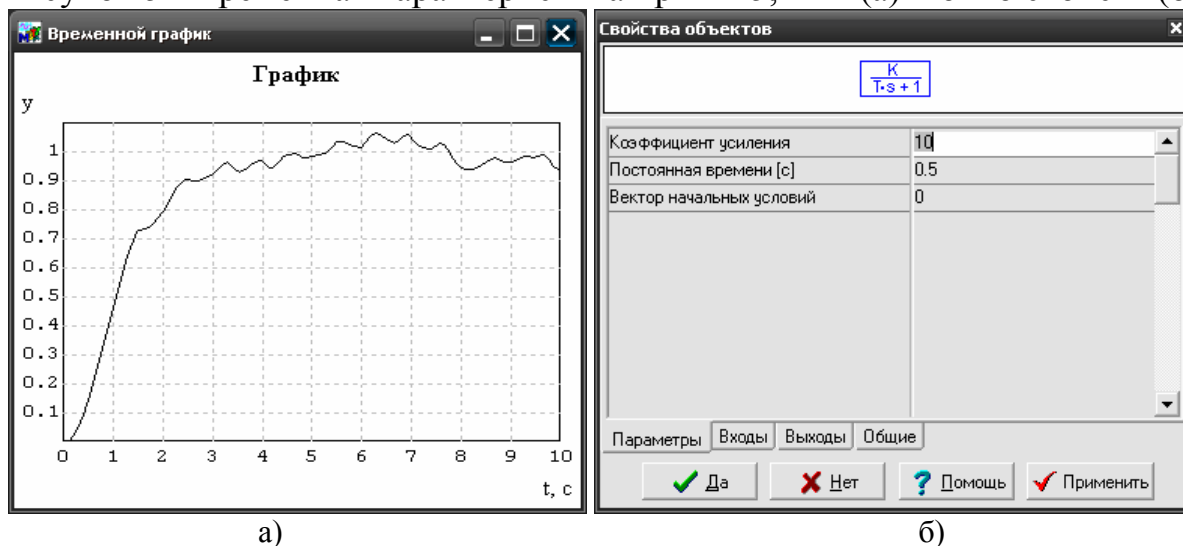 Временной график
График
y
1
0.9
0.8
0.7
0.6
0.5
0.4
0.3
0.2
0.1
0 1 2 3 4 5 6 7 8 9 10
t, c
а)
Свойства объектов
K
T·s + 1
Коэффициент усиления 10
Постоянная времени [с] 0.5
Вектор начальных условий 0
Параметры Входы Выходы Общие
Да Нет Помощь Применить
б)